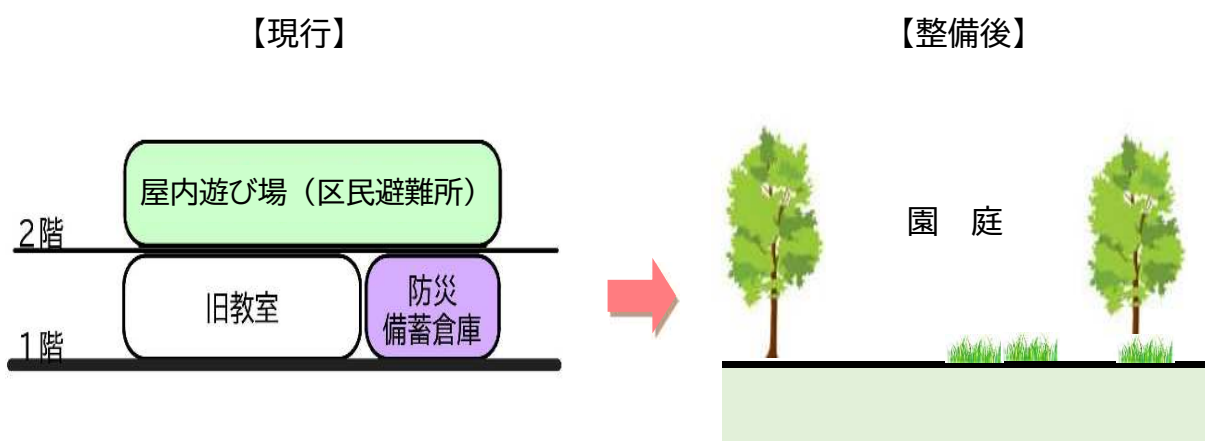 【現行】
【整備後】
屋内遊び場（区民避難所）
2階
旧教室
防災
備蓄倉庫
1階
園　庭